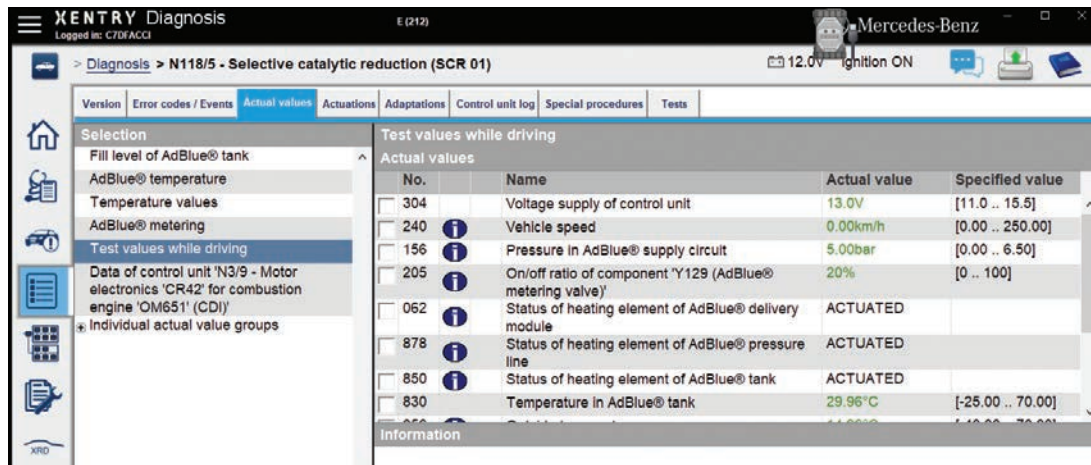 XENTRY Diagnosis
Logged in: C7DFACCI
E (212)
Mercedes-Benz
> Diagnosis > N118/5 - Selective catalytic reduction (SCR 01)
12.0V Ignition ON
Version Error codes / Events Actual values Actuations Adaptations Control unit log Special procedures Tests
Selection
Fill level of AdBlue® tank
AdBlue® temperature
Temperature values
AdBlue® metering
Test values while driving
Data of control unit 'N3/9 - Motor
electronics 'CR42' for combustion
engine 'OM651' (CDI)'
Individual actual value groups
XRD
Test values while driving
Actual values
No. Name Actual value Specified value
304 Voltage supply of control unit 13.0V [11.0 .. 15.5]
240 Vehicle speed 0.00km/h [0.00 .. 250.00]
156 Pressure in AdBlue® supply circuit 5.00bar [0.00 .. 6.50]
205 On/off ratio of component 'Y129 (AdBlue® 20% [0 .. 100]
metering valve)'
062 Status of heating element of AdBlue® delivery ACTUATED
module
878 Status of heating element of AdBlue® pressure ACTUATED
line
850 Status of heating element of AdBlue® tank ACTUATED
830 Temperature in AdBlue® tank 29.96°C [-25.00 .. 70.00]
Information